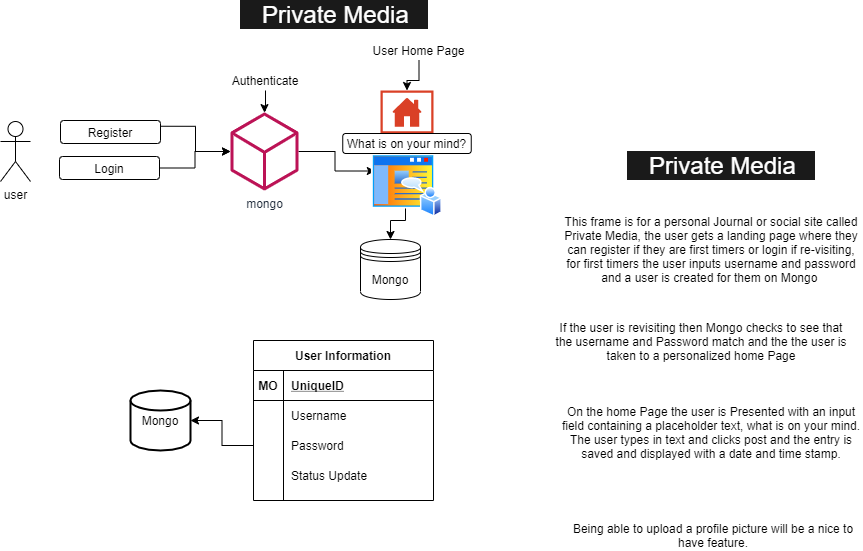 Private Media
User Home Page
Authenticate
Register
Login
user
mongo
What is on your mind?
Mongo
User Information
MO UniqueID
Username
Password
Status Update
Mongo
Private Media
This frame is for a personal Journal or social site called
Private Media, the user gets a landing page where they
can register if they are first timers or login if re-visiting,
for first timers the user inputs username and password
and a user is created for them on Mongo
If the user is revisiting then Mongo checks to see that
the username and Password match and the the user is
taken to a personalized home Page
On the home Page the user is Presented with an input
field containing a placeholder text, what is on your mind.
The user types in text and clicks post and the entry is
saved and displayed with a date and time stamp.
Being able to upload a profile picture will be a nice to
have feature.